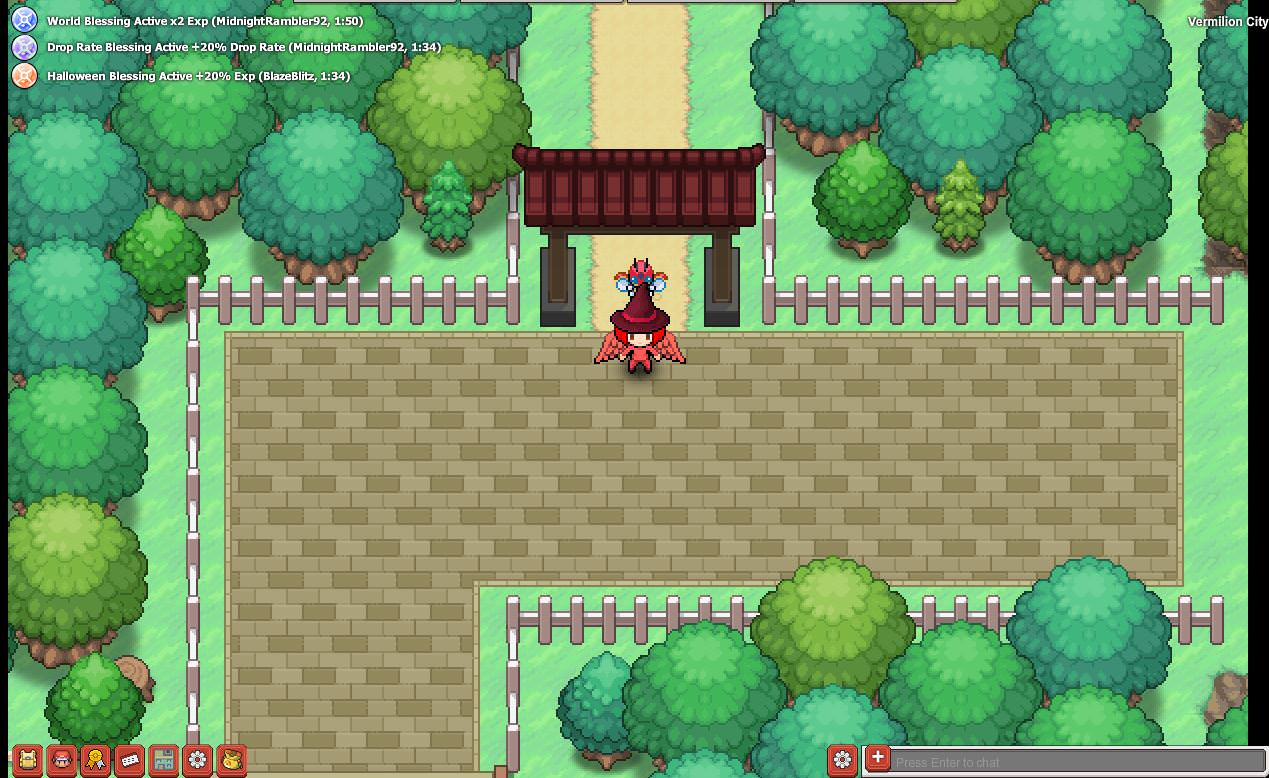 World Blessing Active x2 Exp (MidnightRambler92, 1:50)
Vermilion City
Drop Rate Blessing Active +20% Drop Rate (MidnightRambler92, 1:34)
Halloween Blessing Active +20% Exp (BlazeBlitz, 1:34)
Press Enter to chat